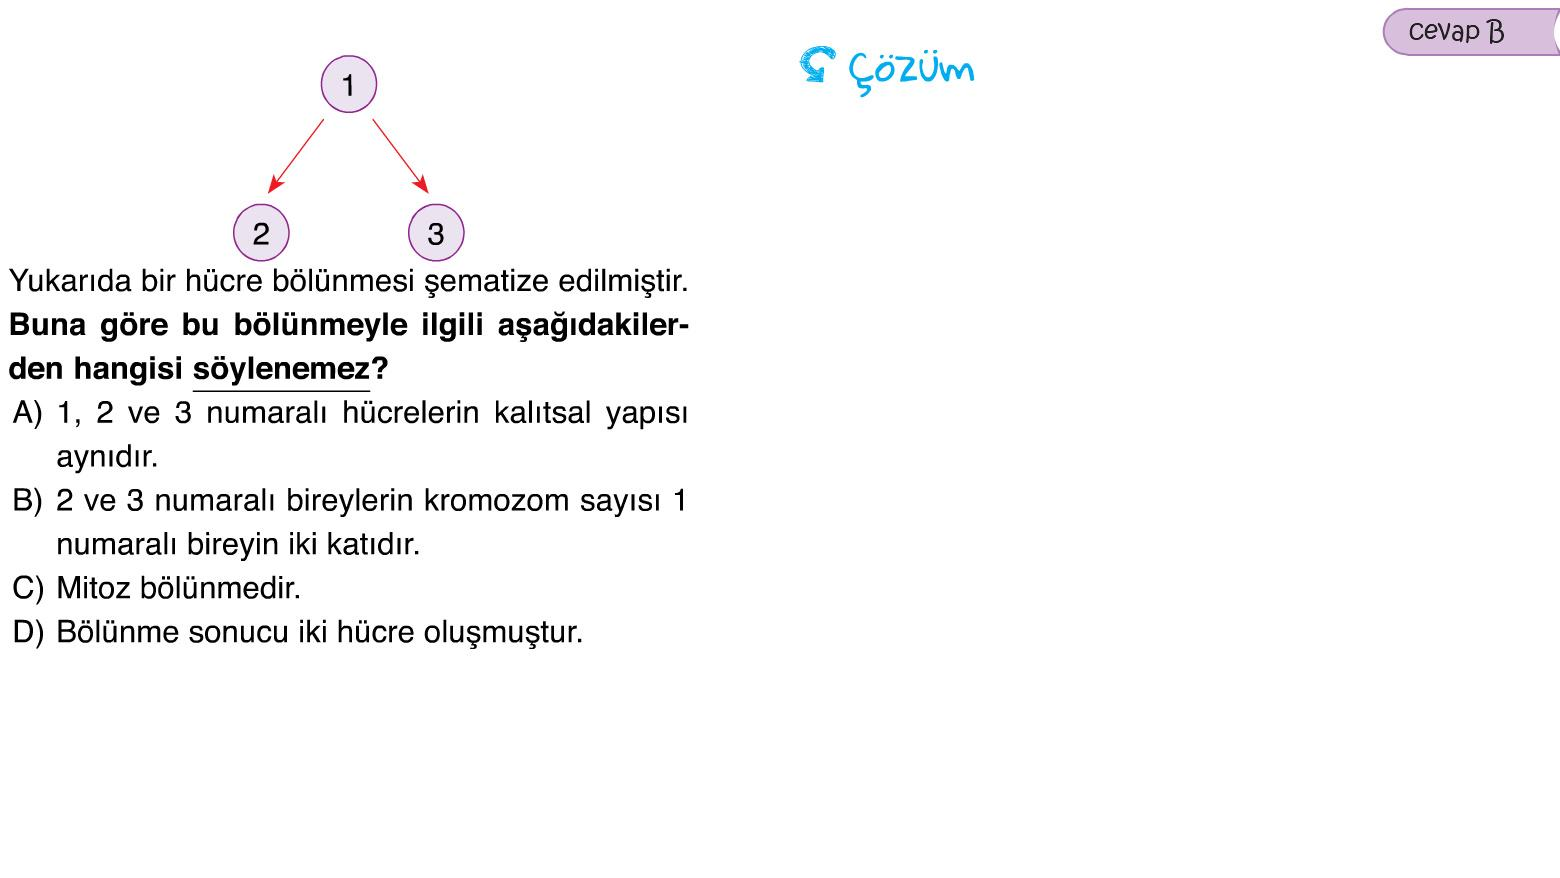 1
2
3
Yukarıda bir hücre bölünmesi şematize edilmiştir.
Buna göre bu bölünmeyle ilgili aşağıdakiler-
den hangisi söylenemez?
A) 1, 2 ve 3 numaralı hücrelerin kalıtsal yapısı
aynıdır.
B) 2 ve 3 numaralı bireylerin kromozom sayısı 1
numaralı bireyin iki katıdır.
C) Mitoz bölünmedir.
D) Bölünme sonucu iki hücre oluşmuştur.
Çözüm
Cevap B